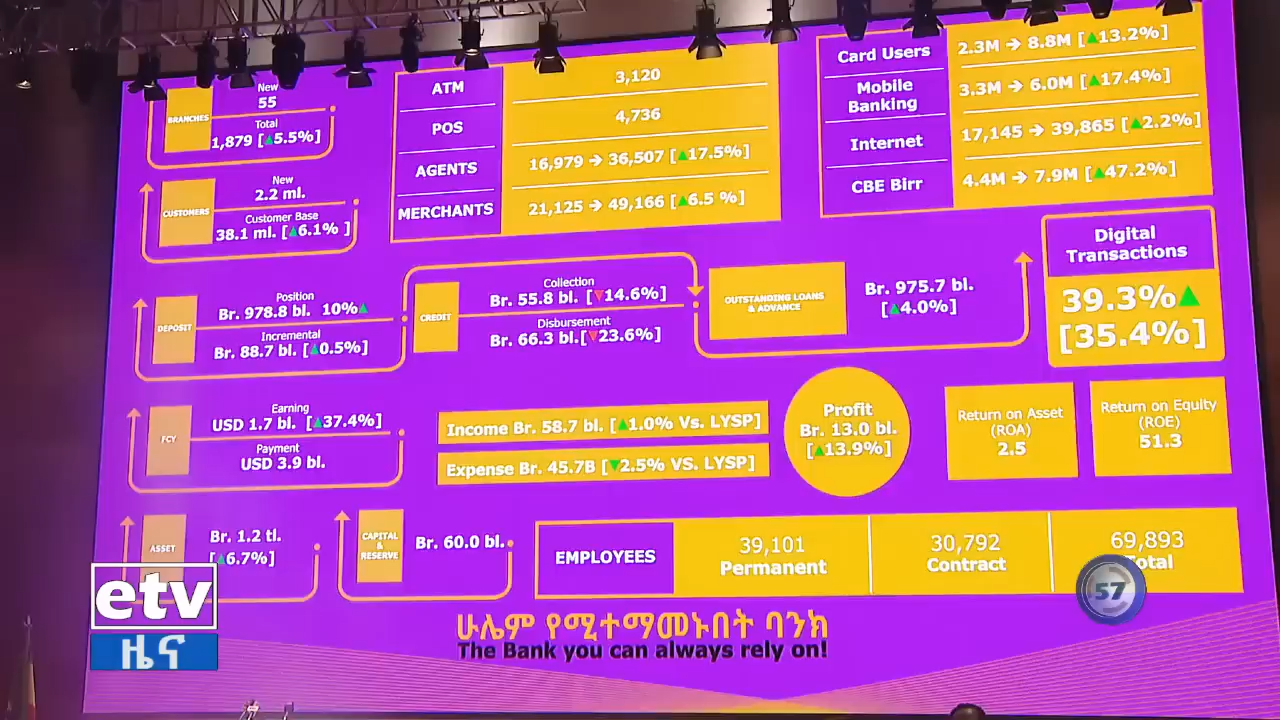 New
55
BRANCHES
Total
1,879 [▲5.5%]
New
2.2 ml.
CUSTOMERS
Customer Base
38.1 ml. [▲6.1% ]
ATM 3,120
POS 4,736
AGENTS 16,979 → 36,507 [▲17.5%]
MERCHANTS 21,125 → 49,166 [▲6.5 %]
Card Users 2.3M → 8.8M [▲13.2%]
Mobile
Banking 3.3M → 6.0M [▲17.4%]
Internet 17,145 → 39,865 [▲2.2%]
CBE Birr 4.4M → 7.9M [▲47.2%]
Position
Br. 978.8 bl. 10%▲
DEPOSIT
Incremental
Br. 88.7 bl. [▲0.5%]
Collection
Br. 55.8 bl. [▼14.6%]
CREDIT
Disbursement
Br. 66.3 bl.[▼23.6%]
OUTSTANDING LOANS
& ADVANCE
Br. 975.7 bl.
[▲4.0%]
Digital
Transactions
39.3%▲
[35.4%]
Earning
USD 1.7 bl. [▲37.4%]
FCY
Payment
USD 3.9 bl.
Income Br. 58.7 bl. [▲1.0% Vs. LYSP]
Expense Br. 45.7B [▼2.5% VS. LYSP]
Profit
Br. 13.0 bl.
[▲13.9%]
Return on Asset
(ROA)
2.5
Return on Equity
(ROE)
51.3
ASSET
Br. 1.2 tl.
[▲6.7%]
CAPITAL
&
RESERVE
Br. 60.0 bl.
EMPLOYEES
39,101
Permanent
30,792
Contract
69,893
Total
57
etv
ዜና
ሁሌም የሚተማመኑበት ባንክ
The Bank you can always rely on!